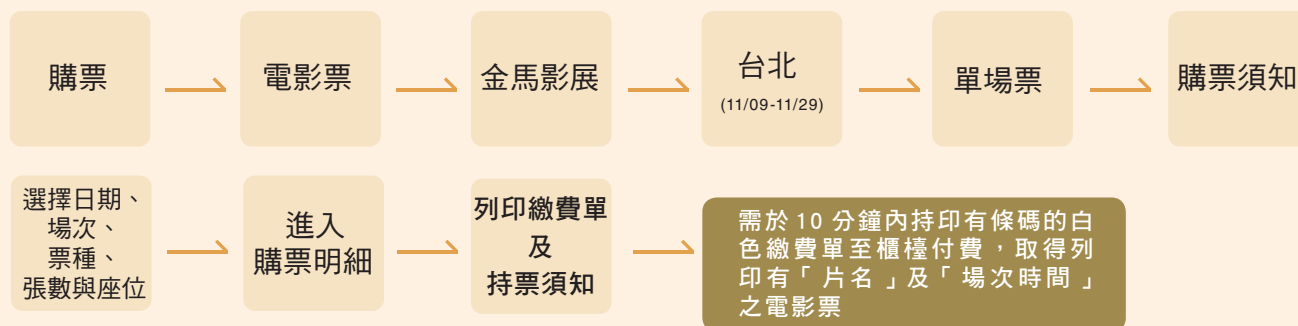 購票
電影票
金馬影展
台北
(11/09-11/29)
單場票
購票須知
選擇日期、
場次、
票種、
張數與座位
進入
購票明細
列印繳費單
及
持票須知
需於 10 分鐘內持印有條碼的白
色繳費單至櫃檯付費，取得列
印有「片名」及「場次時間」
之電影票